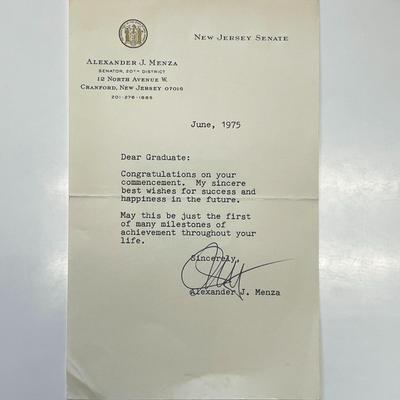 NEW JERSEY SENATE
ALEXANDER J. MENZA
SENATOR, 20TH DISTRICT
12 NORTH AVENUE W.
CRANFORD, NEW JERSEY 07016
201-276-1885
June, 1975
Dear Graduate:
Congratulations on your
commencement. My sincere
best wishes for success and
happiness in the future.
May this be just the first
of many milestones of
achievement throughout your
life.
Sincerely,
Alexander J. Menza